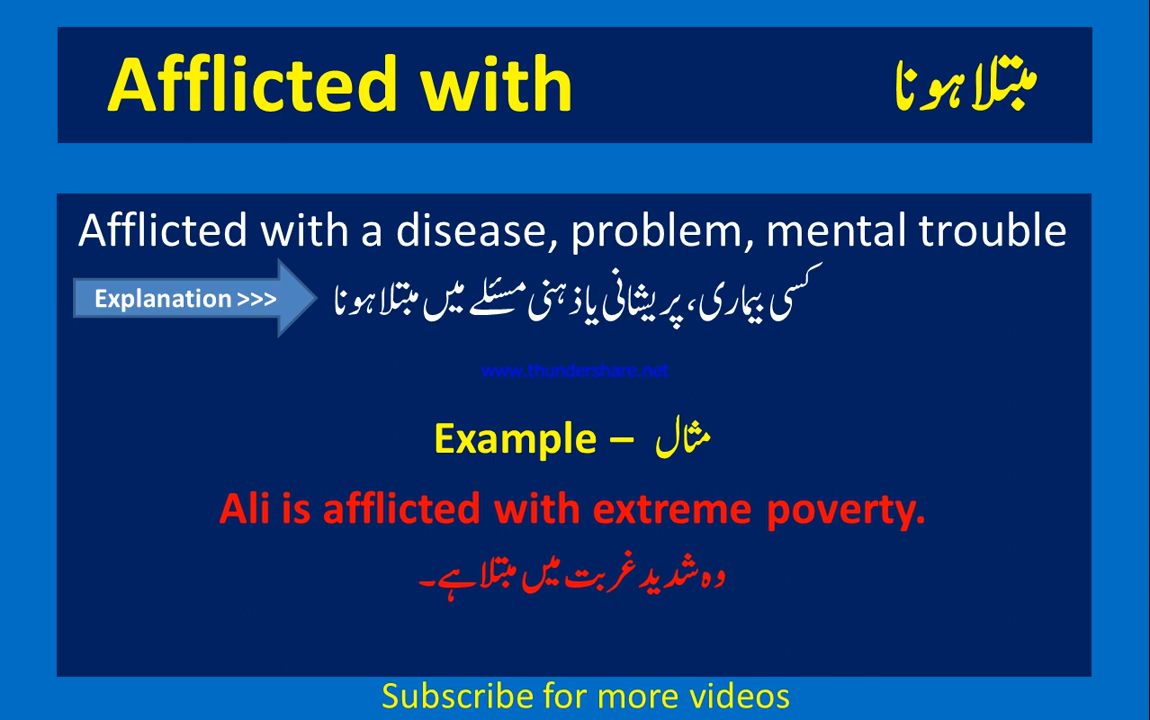 Afflicted with مبتلا ہونا
Afflicted with a disease, problem, mental trouble
Explanation >>> کسی بیماری، پریشانی یا ذہنی مسئلے میں مبتلا ہونا
www.thundershare.net
Example – مثال
Ali is afflicted with extreme poverty.
وہ شدید غربت میں مبتلا ہے۔
Subscribe for more videos